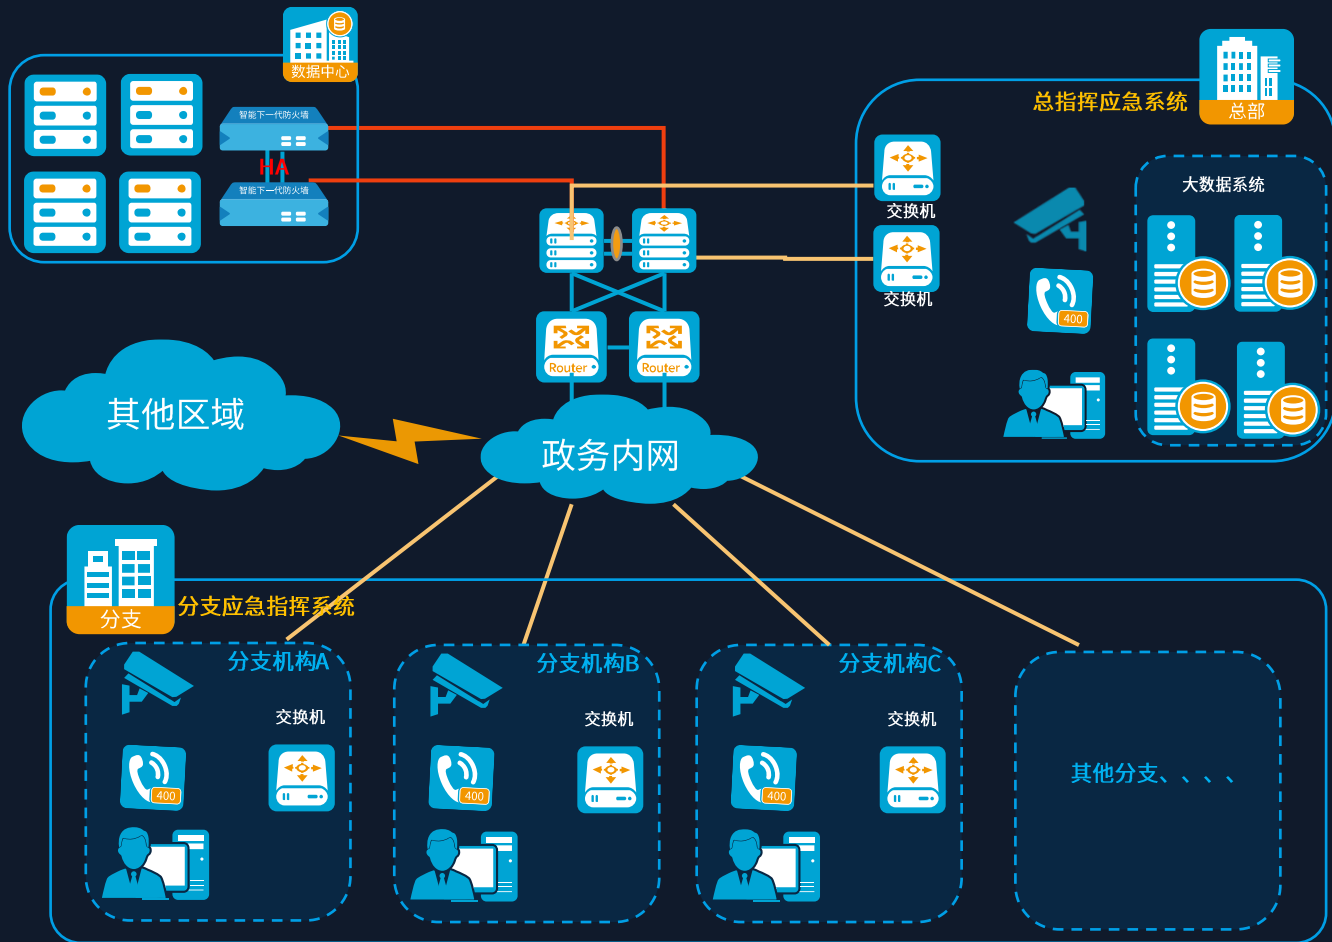 数据中心
智能下一代防火墙
HA
智能下一代防火墙
总指挥应急系统
总部
交换机
交换机
大数据系统
400
Router
Router
其他区域
政务内网
分支
分支应急指挥系统
分支机构A
交换机
400
分支机构B
交换机
400
分支机构C
交换机
400
其他分支、、、、